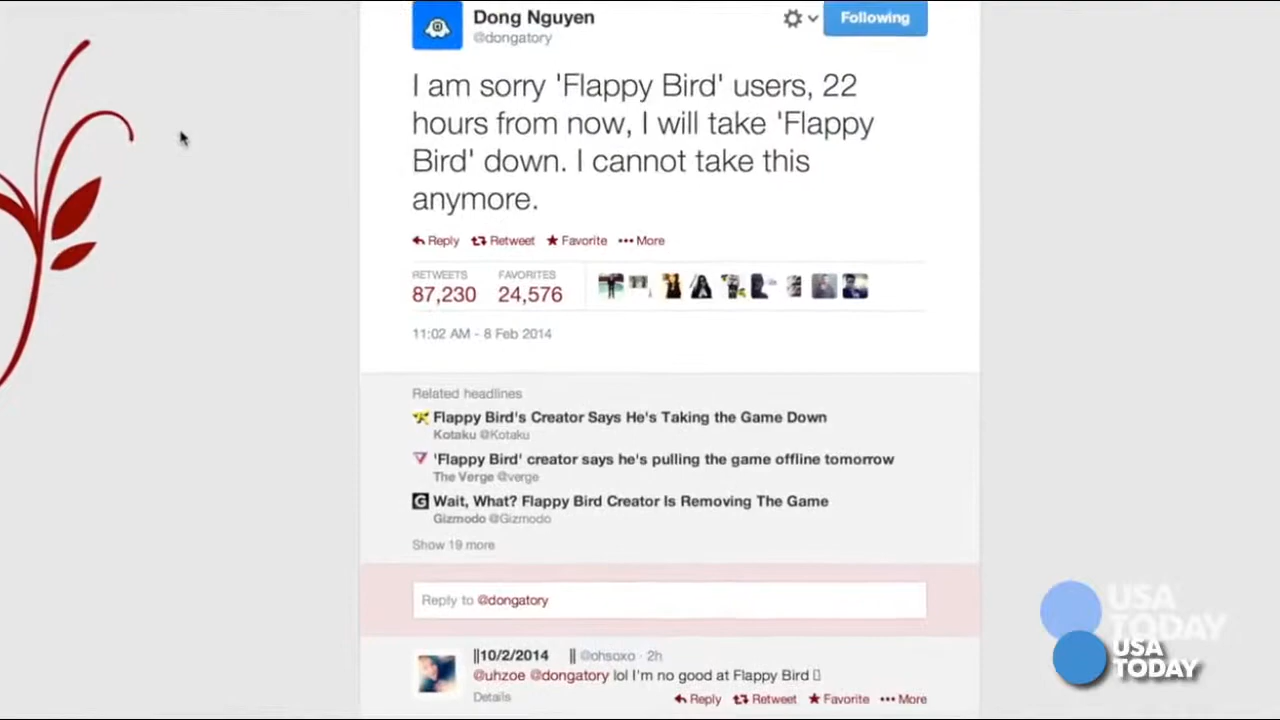 Dong Nguyen
@dongatory
Following
I am sorry 'Flappy Bird' users, 22
hours from now, I will take 'Flappy
Bird' down. I cannot take this
anymore.
Reply Retweet Favorite More
RETWEETS FAVORITES
87,230 24,576
11:02 AM - 8 Feb 2014
Related headlines
Flappy Bird's Creator Says He's Taking the Game Down
Kotaku @Kotaku
'Flappy Bird' creator says he's pulling the game offline tomorrow
The Verge @verge
G Wait, What? Flappy Bird Creator Is Removing The Game
Gizmodo @Gizmodo
Show 19 more
Reply to @dongatory
||10/2/2014 || @ohsoxo · 2h
@uhzoe @dongatory lol I'm no good at Flappy Bird
Details
Reply Retweet Favorite More
USA
TODAY
USA
TODAY